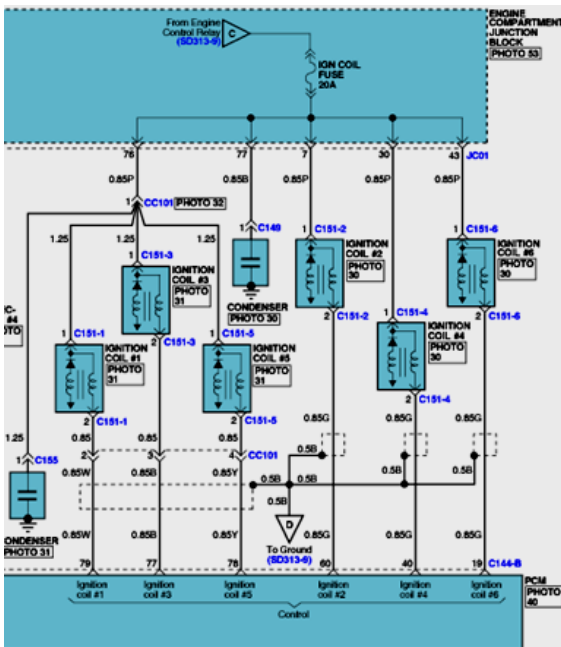 From Engine
Control Relay
(SD313-9)
C
IGN COIL
FUSE
20A
ENGINE
COMPARTMENT
JUNCTION
BLOCK
PHOTO 53
76
77
7
30
43
JC01
0.85P
0.85B
0.85P
0.85P
0.85P
1
CC101
PHOTO 32
1.25
1.25
1.25
1
C151-3
IGNITION
COIL #3
PHOTO
31
2
C151-3
1
C149
CONDENSER
PHOTO 30
1
C151-2
IGNITION
COIL #2
PHOTO
30
2
C151-2
1
C151-6
IGNITION
COIL #6
PHOTO
30
2
C151-6
1
C151-4
IGNITION
COIL #4
PHOTO
30
2
C151-4
C-
#4
OTO
1
C151-1
IGNITION
COIL #1
PHOTO
31
2
C151-1
1
C151-5
IGNITION
COIL #5
PHOTO
31
2
C151-5
1.25
1
C155
CONDENSER
PHOTO 31
0.85
0.85
0.85
2
3
4
CC101
0.85G
0.85G
0.85G
0.5B
0.5B
0.5B
0.5B
0.5B
D
To Ground
(SD313-9)
0.85W
0.85B
0.85Y
0.85G
0.85G
0.85G
79
77
78
60
40
19
C144-B
Ignition
coil #1
Ignition
coil #3
Ignition
coil #5
Ignition
coil #2
Ignition
coil #4
Ignition
coil #6
Control
PCM
PHOTO
40